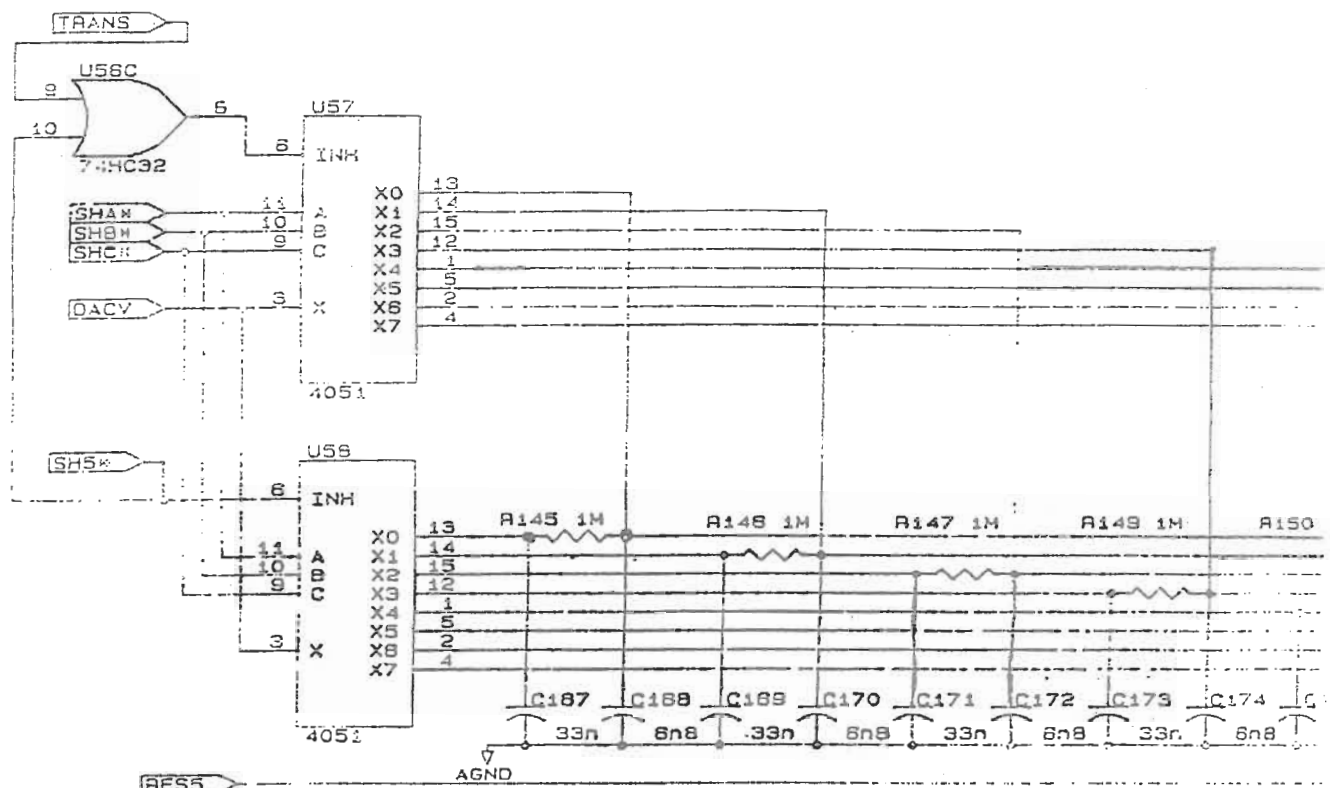 TRANS
U56C
9
10
6
74HC32
U57
6 INH
X0 13
X1 14
SHA* 11 A
X2 15
SHB* 10 B
X3 12
SHC* 9 C
X4 1
X5 5
DACV 3 X
X6 2
X7 4
4051
U58
SH5*
6 INH
X0 13
R145 1M
R146 1M
R147 1M
R149 1M
R150
11 A
X1 14
10 B
X2 15
9 C
X3 12
X4 1
X5 5
3 X
X6 2
X7 4
C167
C168
C169
C170
C171
C172
C173
C174
33n
6n8
33n
6n8
33n
6n8
33n
6n8
4051
AGND
RES5